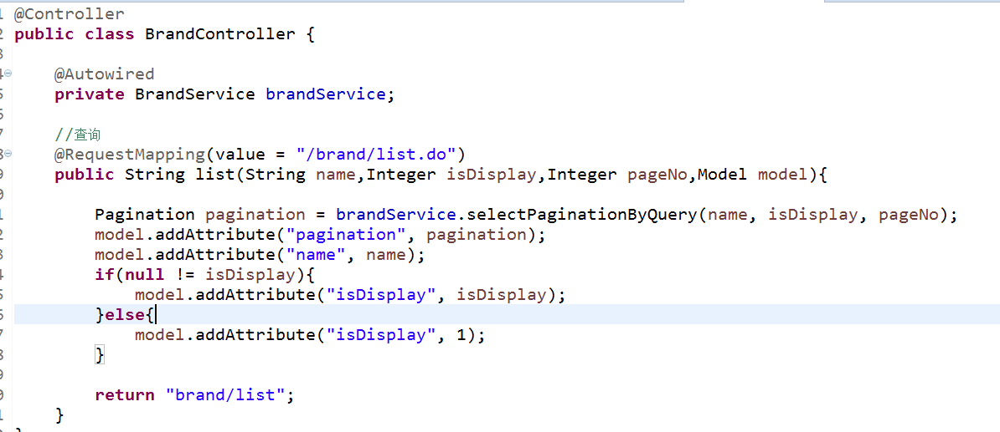 @Controller
public class BrandController {
@Autowired
private BrandService brandService;
//查询
@RequestMapping(value = "/brand/list.do")
public String list(String name,Integer isDisplay,Integer pageNo,Model model){
Pagination pagination = brandService.selectPaginationByQuery(name, isDisplay, pageNo);
model.addAttribute("pagination", pagination);
model.addAttribute("name", name);
if(null != isDisplay){
model.addAttribute("isDisplay", isDisplay);
}else{
model.addAttribute("isDisplay", 1);
}
return "brand/list";
}